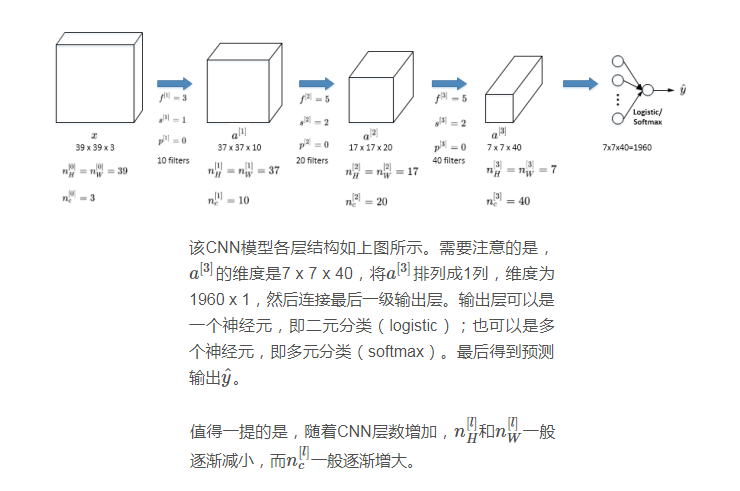 f^{[1]} = 3
s^{[1]} = 1
p^{[1]} = 0
10 filters
f^{[2]} = 5
s^{[2]} = 2
p^{[2]} = 0
20 filters
f^{[3]} = 5
s^{[3]} = 2
p^{[3]} = 0
40 filters
x
39 x 39 x 3
n_H^{[0]} = n_W^{[0]} = 39
n_c^{[0]} = 3
a^{[1]}
37 x 37 x 10
n_H^{[1]} = n_W^{[1]} = 37
n_c^{[1]} = 10
a^{[2]}
17 x 17 x 20
n_H^{[2]} = n_W^{[2]} = 17
n_c^{[2]} = 20
a^{[3]}
7 x 7 x 40
n_H^{[3]} = n_W^{[3]} = 7
n_c^{[3]} = 40
ŷ
Logistic/
Softmax
7x7x40=1960
该CNN模型各层结构如上图所示。需要注意的是，
a^{[3]}的维度是7 x 7 x 40，将a^{[3]}排列成1列，维度为
1960 x 1，然后连接最后一级输出层。输出层可以是
一个神经元，即二元分类（logistic）；也可以是多
个神经元，即多元分类（softmax）。最后得到预测
输出ŷ。
值得一提的是，随着CNN层数增加，n_H^{[l]}和n_W^{[l]}一般
逐渐减小，而n_c^{[l]}一般逐渐增大。